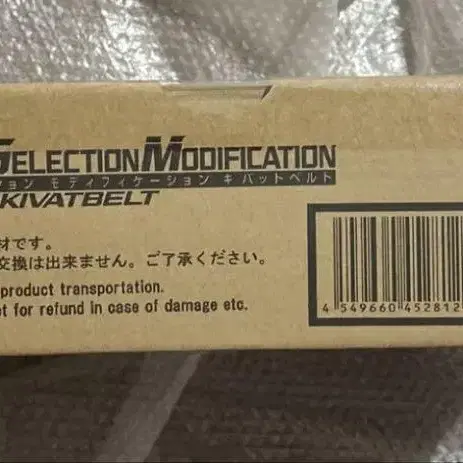 SELECTION MODIFICATION
ション モディフィケーション キバットベルト
KIVATBELT
材です。
交換は出来ません。ご了承ください。
product transportation.
et for refund in case of damage etc.
4 549660 452812